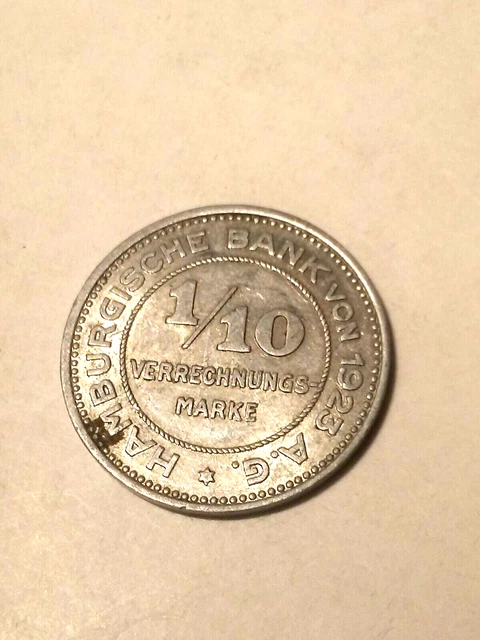 HAMBURGISCHE BANK VON 1923 A.G.
1/10
VERRECHNUNGS-
MARKE